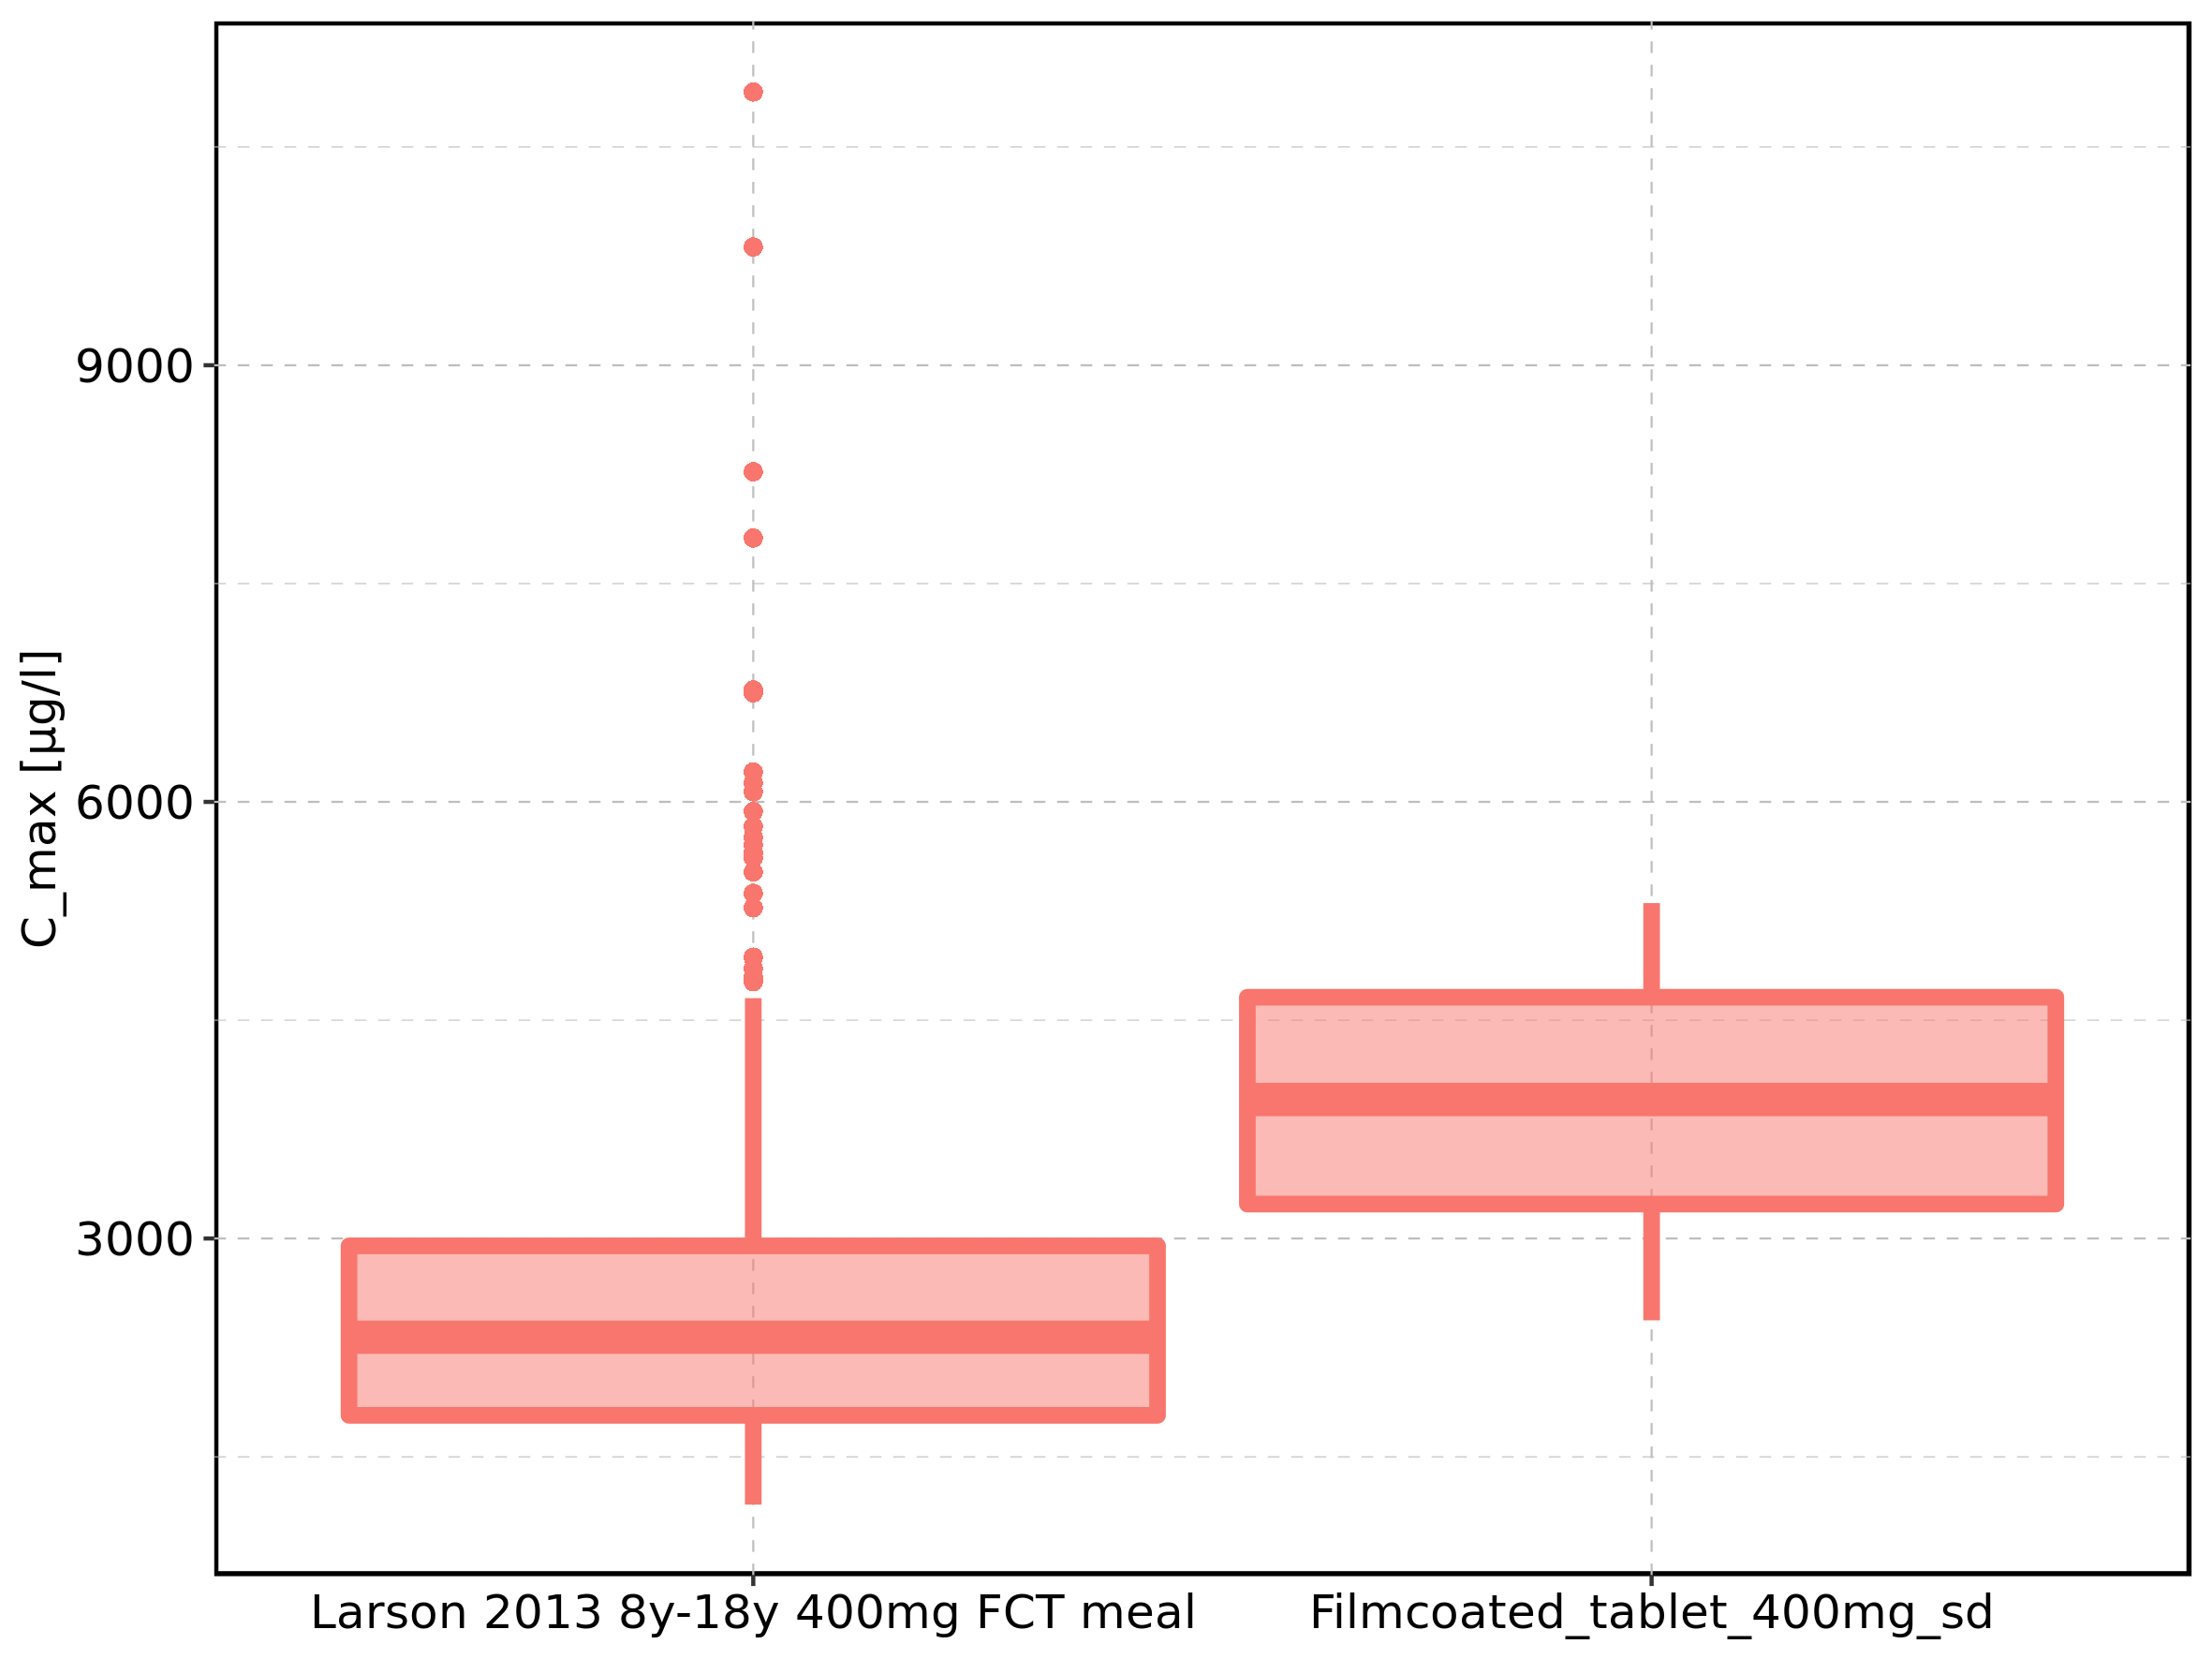 C_max [µg/l]
9000
6000
3000
Larson 2013 8y-18y 400mg FCT meal
Filmcoated_tablet_400mg_sd